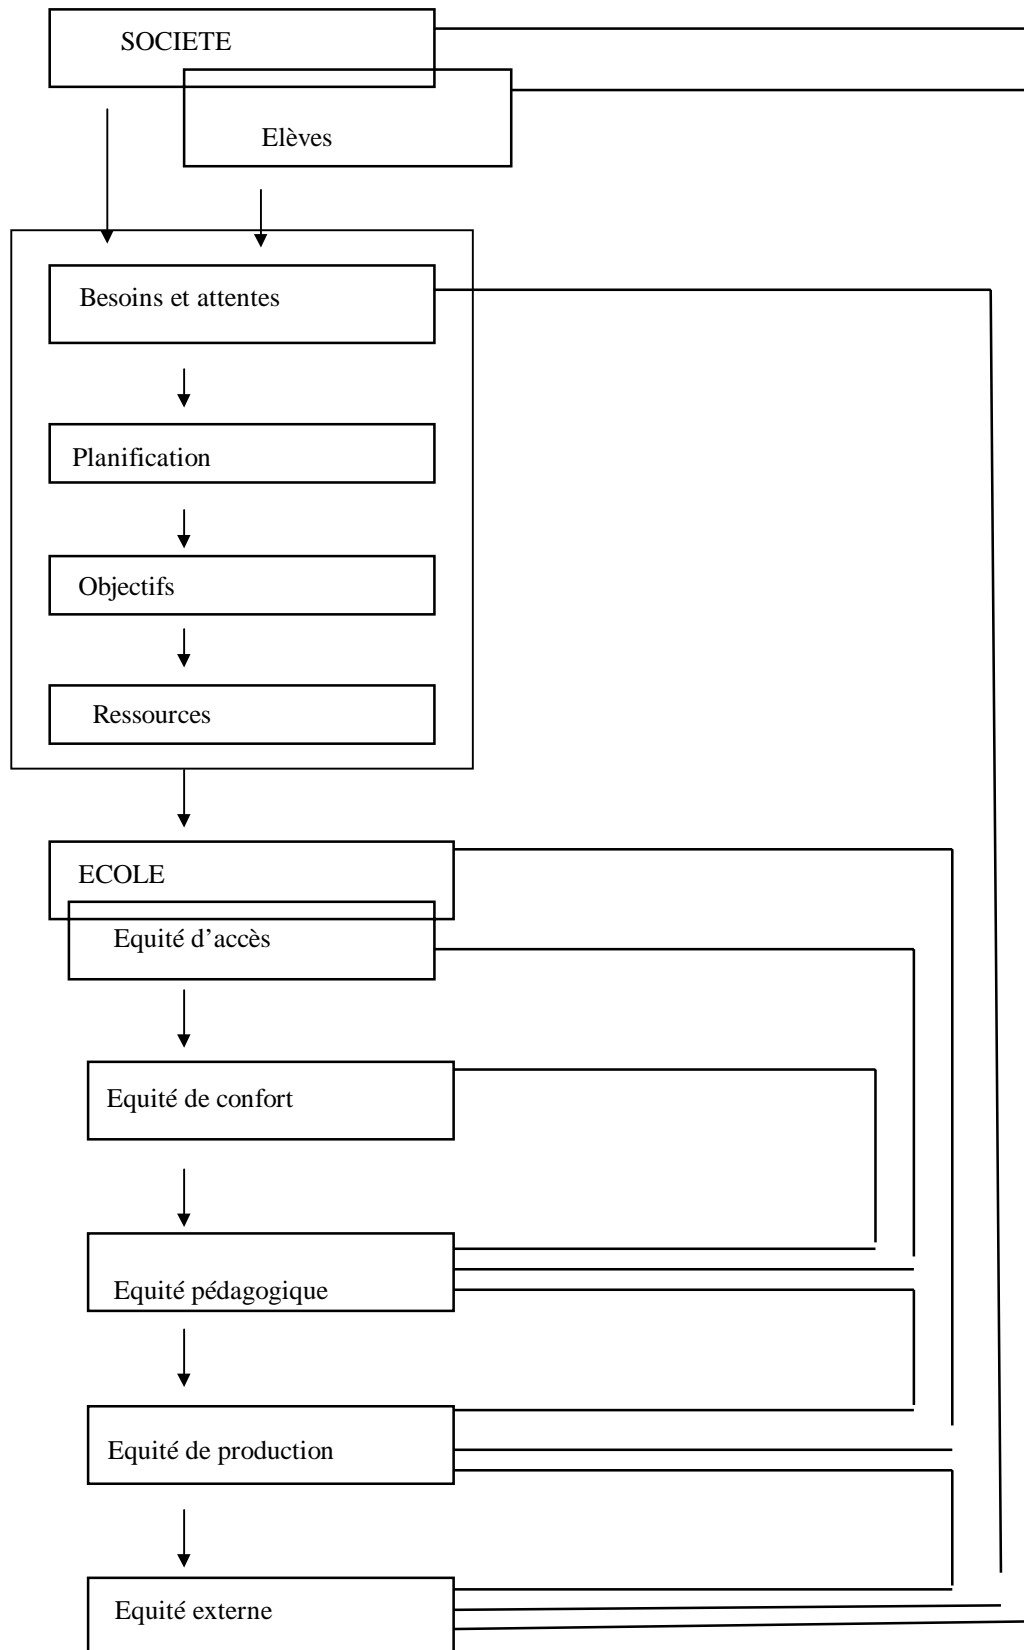 SOCIETE
Elèves
Besoins et attentes
Planification
Objectifs
Ressources
ECOLE
Equité d’accès
Equité de confort
Equité pédagogique
Equité de production
Equité externe